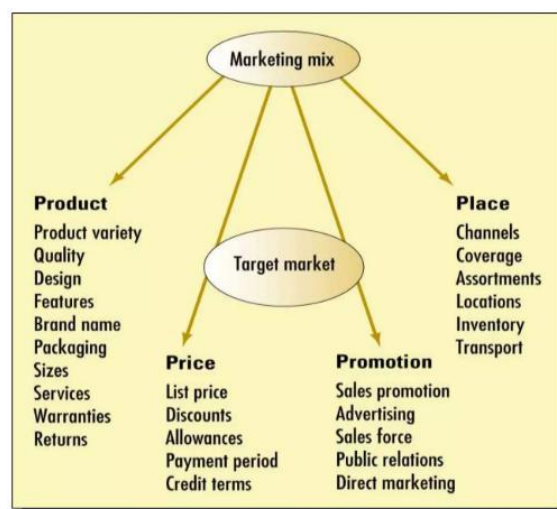 Marketing mix
Product
Product variety
Quality
Design
Features
Brand name
Packaging
Sizes
Services
Warranties
Returns
Target market
Price
List price
Discounts
Allowances
Payment period
Credit terms
Promotion
Sales promotion
Advertising
Sales force
Public relations
Direct marketing
Place
Channels
Coverage
Assortments
Locations
Inventory
Transport